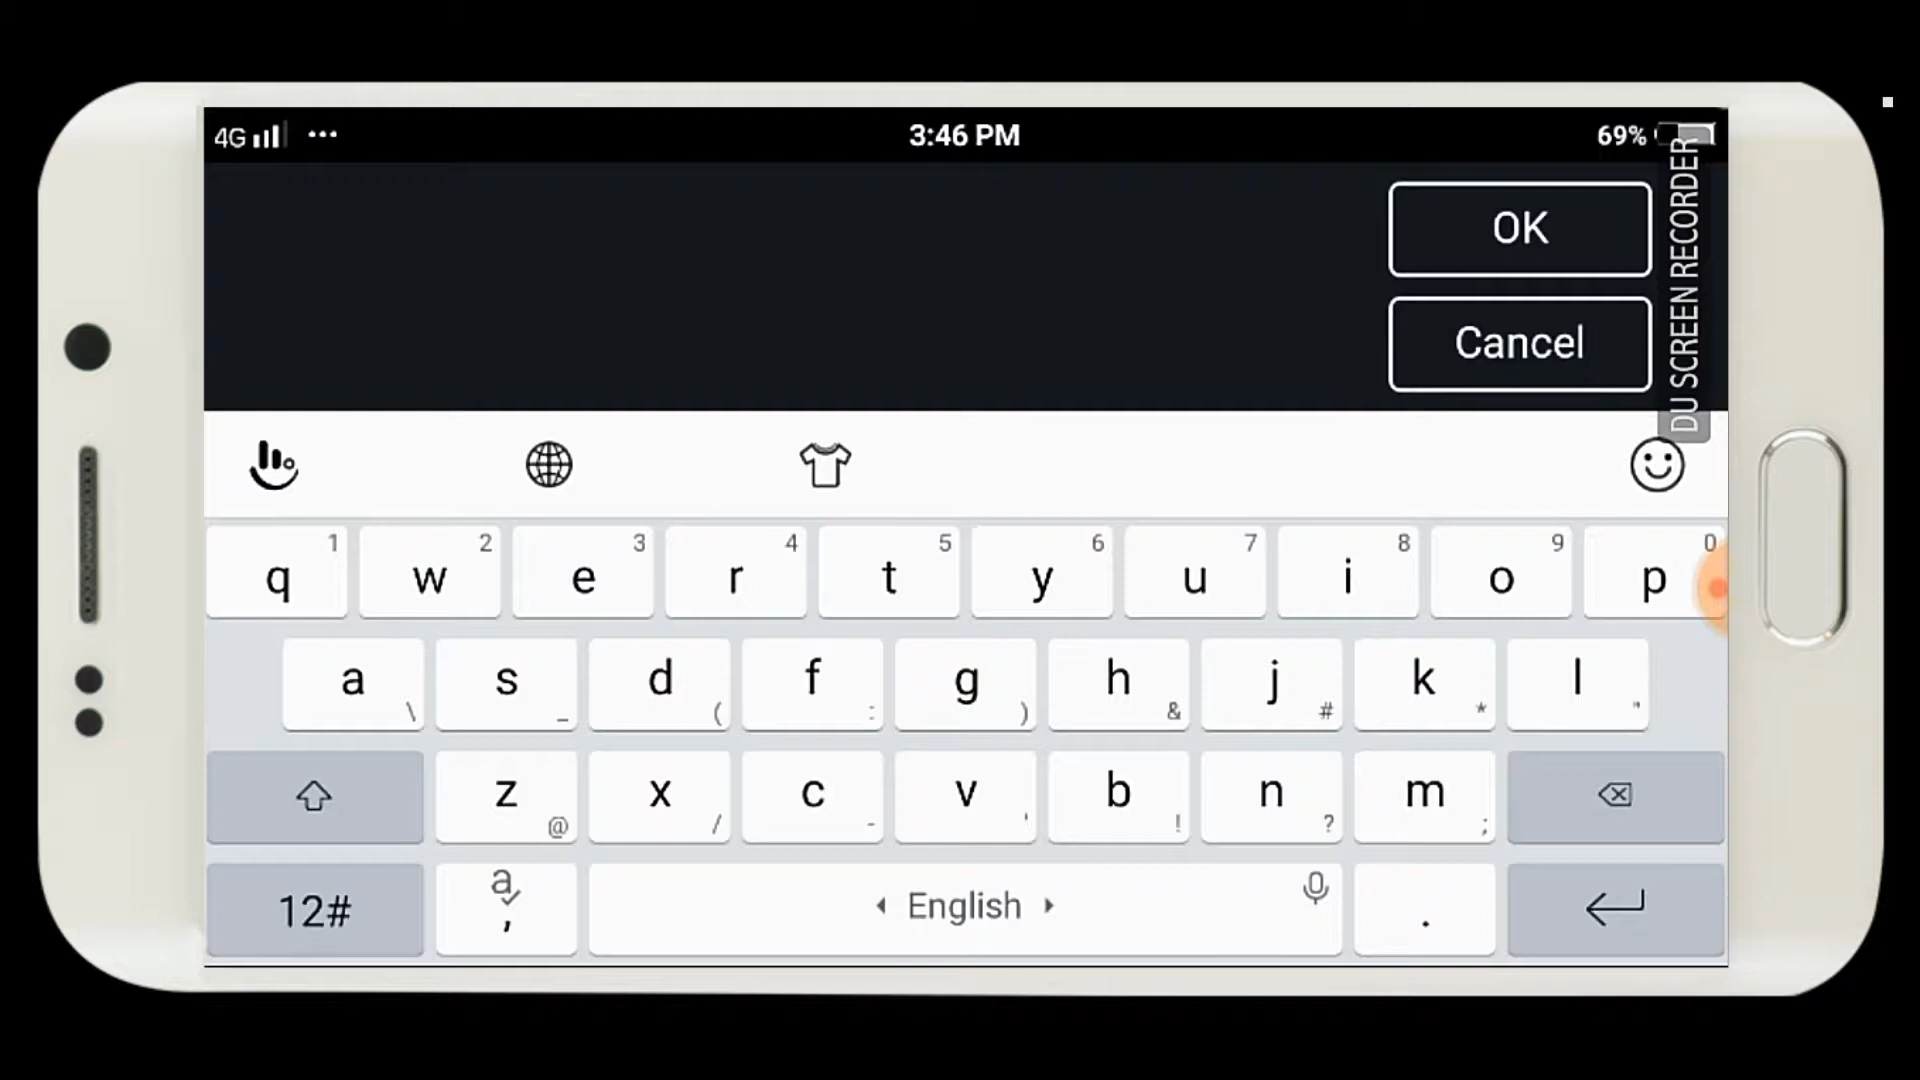 4G ... 3:46 PM 69%
DU SCREEN RECORDER
OK
Cancel
1 2 3 4 5 6 7 8 9 0
q w e r t y u i o p
a s d f g h j k l
\ _ ( : ) & # * "
z x c v b n m
@ / - ' ! ? ;
12# a , English .